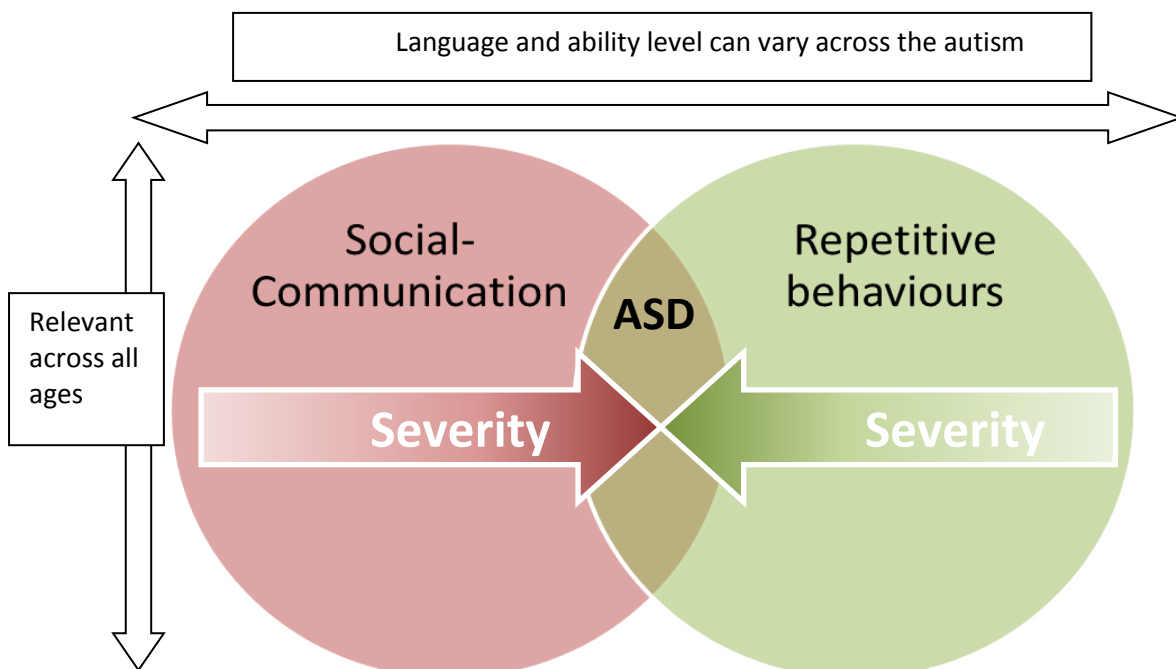 Language and ability level can vary across the autism
Social-
Communication
Repetitive
behaviours
ASD
Relevant
across all
ages
Severity
Severity